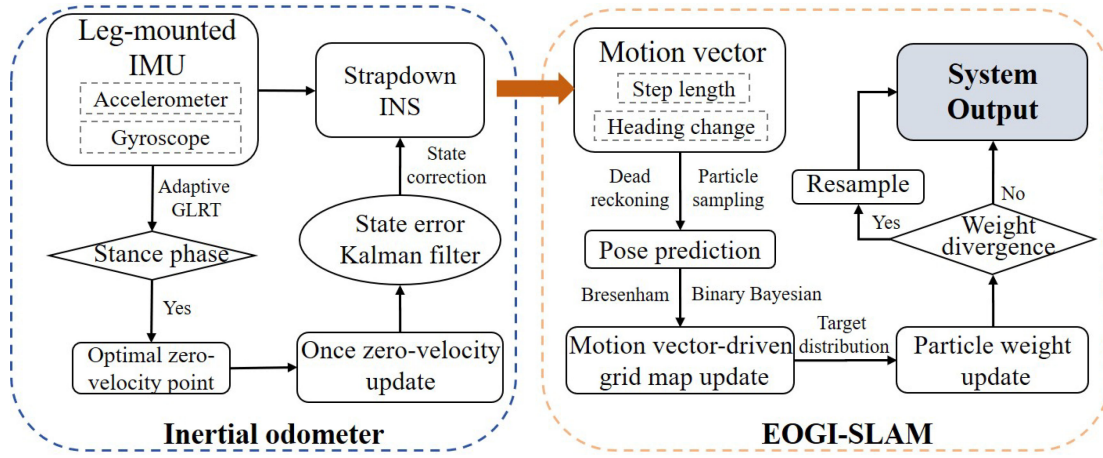 Leg-mounted
IMU
Accelerometer
Gyroscope
Strapdown
INS
State
correction
Adaptive
GLRT
State error
Kalman filter
Stance phase
Yes
Optimal zero-
velocity point
Once zero-velocity
update
Inertial odometer
Motion vector
Step length
Heading change
System
Output
Dead
reckoning
Particle
sampling
Resample
Yes
No
Weight
divergence
Pose prediction
Bresenham
Binary Bayesian
Motion vector-driven
grid map update
Target
distribution
Particle weight
update
EOGI-SLAM